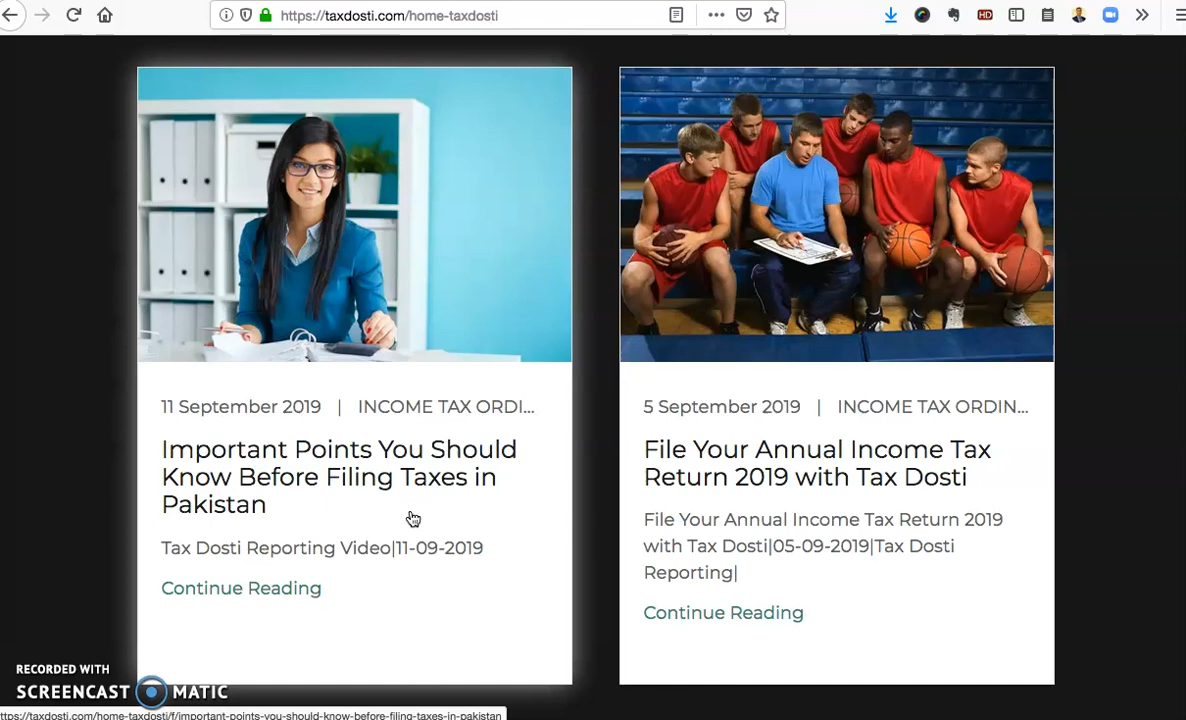 https://taxdosti.com/home-taxdosti
HD
11 September 2019 | INCOME TAX ORDI...
Important Points You Should
Know Before Filing Taxes in
Pakistan
Tax Dosti Reporting Video|11-09-2019
Continue Reading
5 September 2019 | INCOME TAX ORDIN...
File Your Annual Income Tax
Return 2019 with Tax Dosti
File Your Annual Income Tax Return 2019
with Tax Dosti|05-09-2019|Tax Dosti
Reporting|
Continue Reading
RECORDED WITH
SCREENCAST MATIC
ttps://taxdosti.com/home-taxdosti/f/important-points-you-should-know-before-filing-taxes-in-pakistan